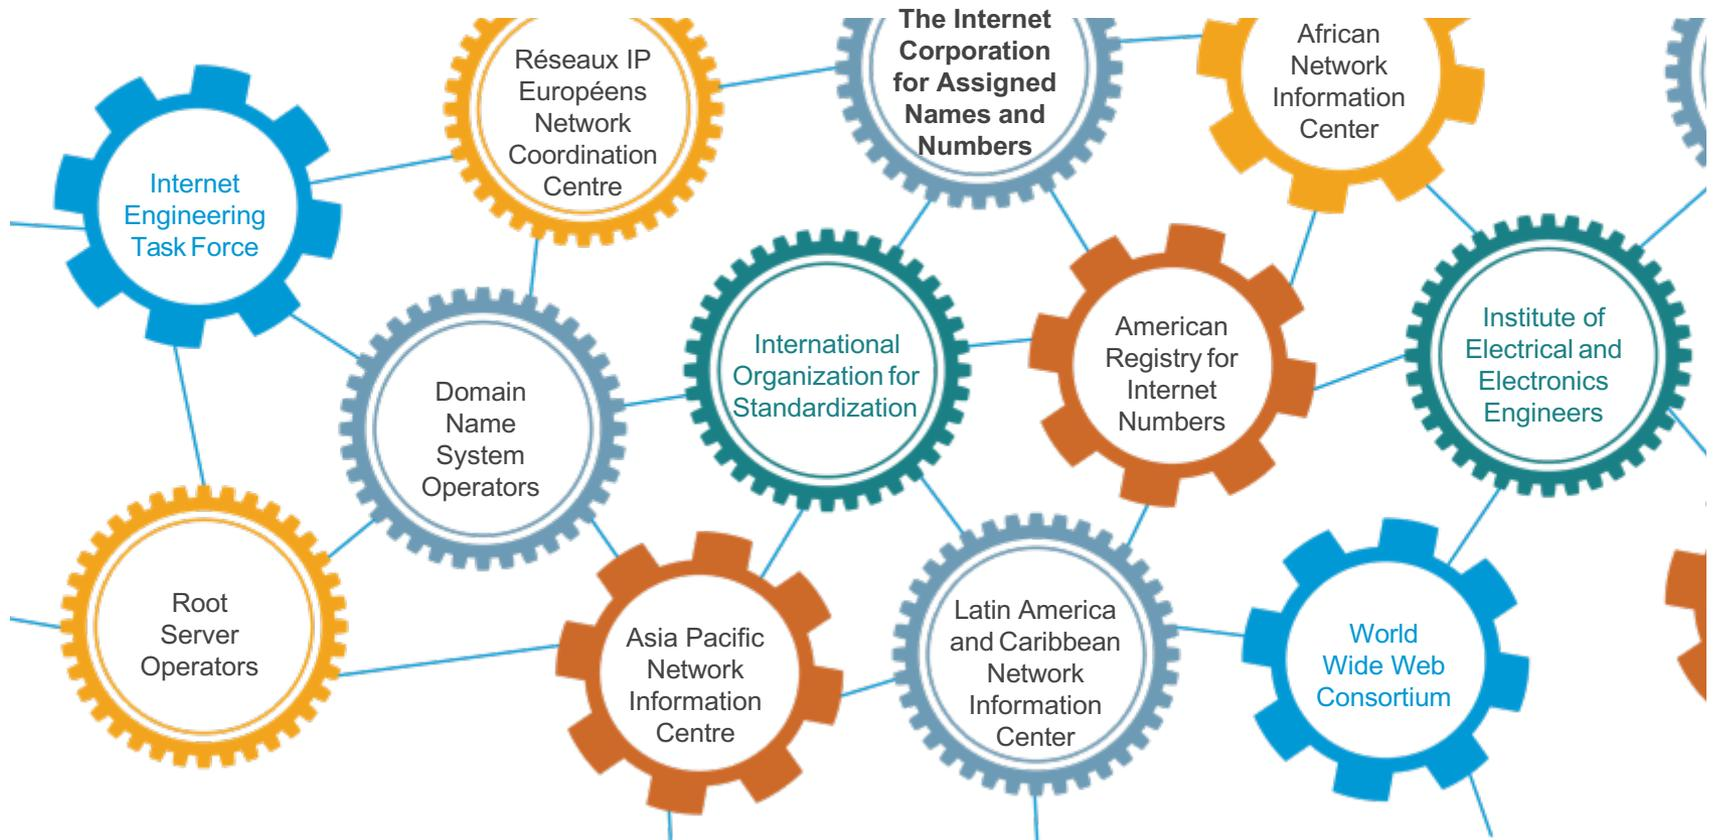 The Internet
Corporation
for Assigned
Names and
Numbers
African
Network
Information
Center
Réseaux IP
Européens
Network
Coordination
Centre
Internet
Engineering
Task Force
International
Organization for
Standardization
American
Registry for
Internet
Numbers
Institute of
Electrical and
Electronics
Engineers
Domain
Name
System
Operators
Root
Server
Operators
Asia Pacific
Network
Information
Centre
Latin America
and Caribbean
Network
Information
Center
World
Wide Web
Consortium